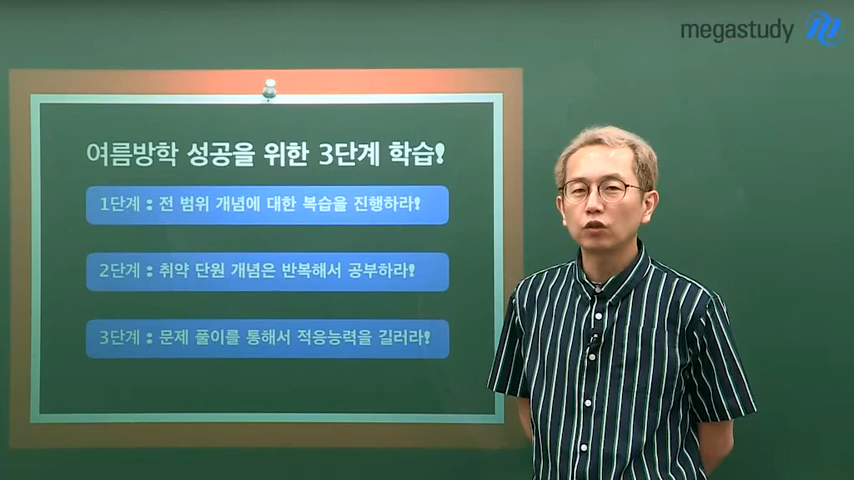 megastudy
여름방학 성공을 위한 3단계 학습!
1단계 : 전 범위 개념에 대한 복습을 진행하라!
2단계 : 취약 단원 개념은 반복해서 공부하라!
3단계 : 문제 풀이를 통해서 적응능력을 길러라!